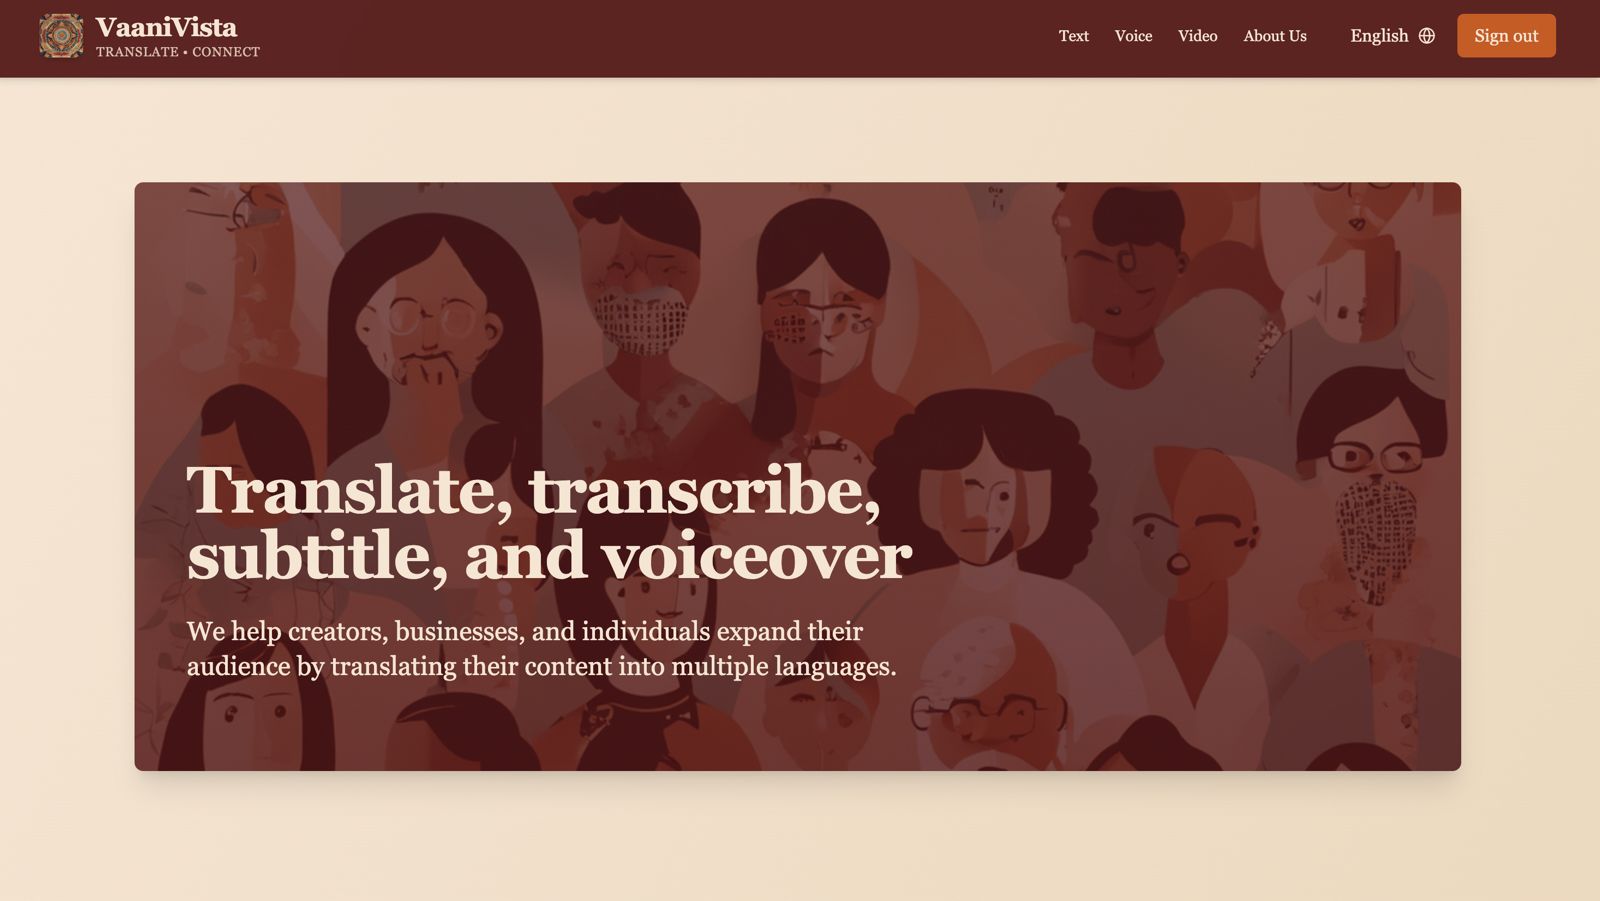 VaaniVista
TRANSLATE • CONNECT
Text
Voice
Video
About Us
English
Sign out
Translate, transcribe,
subtitle, and voiceover
We help creators, businesses, and individuals expand their
audience by translating their content into multiple languages.